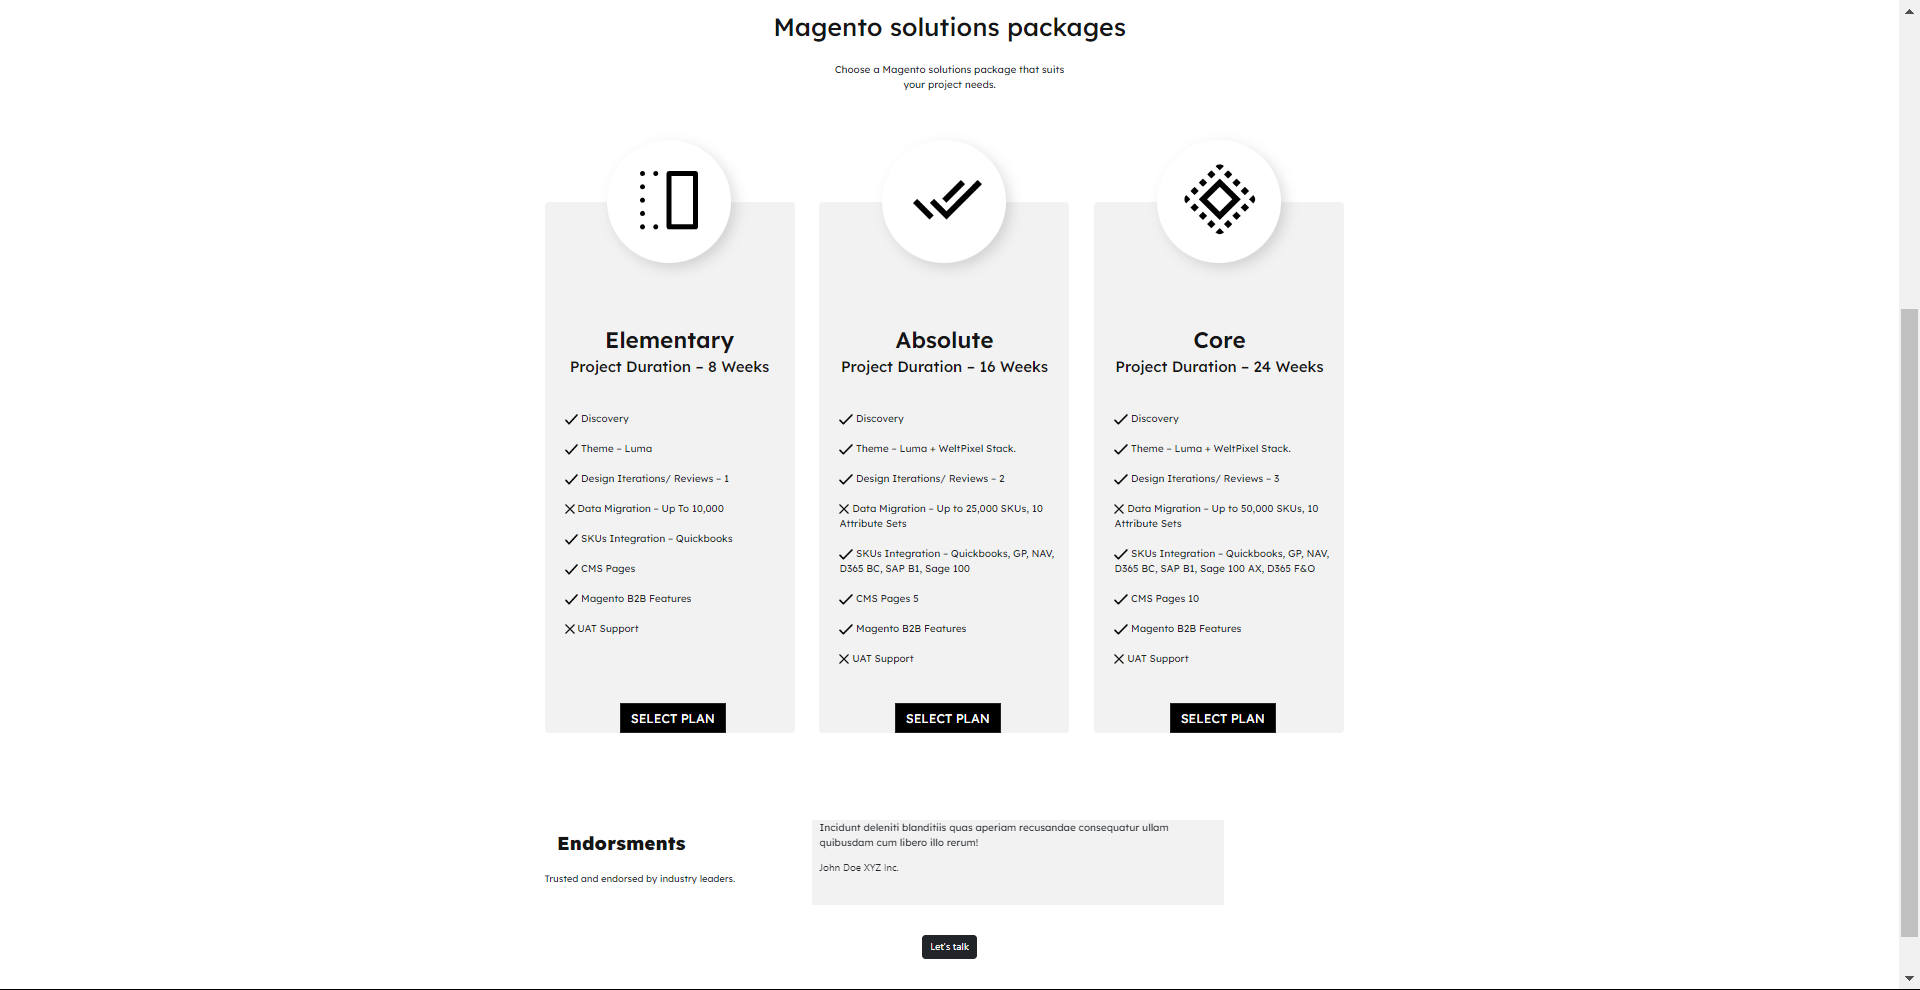 Magento solutions packages
Choose a Magento solutions package that suits
your project needs.
Elementary
Project Duration – 8 Weeks
Discovery
Theme – Luma
Design Iterations/ Reviews – 1
Data Migration – Up To 10,000
SKUs Integration – Quickbooks
CMS Pages
Magento B2B Features
UAT Support
SELECT PLAN
Absolute
Project Duration – 16 Weeks
Discovery
Theme – Luma + WeltPixel Stack.
Design Iterations/ Reviews – 2
Data Migration – Up to 25,000 SKUs, 10
Attribute Sets
SKUs Integration – Quickbooks, GP, NAV,
D365 BC, SAP B1, Sage 100
CMS Pages 5
Magento B2B Features
UAT Support
SELECT PLAN
Core
Project Duration – 24 Weeks
Discovery
Theme – Luma + WeltPixel Stack.
Design Iterations/ Reviews – 3
Data Migration – Up to 50,000 SKUs, 10
Attribute Sets
SKUs Integration – Quickbooks, GP, NAV,
D365 BC, SAP B1, Sage 100 AX, D365 F&O
CMS Pages 10
Magento B2B Features
UAT Support
SELECT PLAN
Endorsments
Trusted and endorsed by industry leaders.
Incidunt deleniti blanditiis quas aperiam recusandae consequatur ullam
quibusdam cum libero illo rerum!
John Doe XYZ Inc.
Let's talk